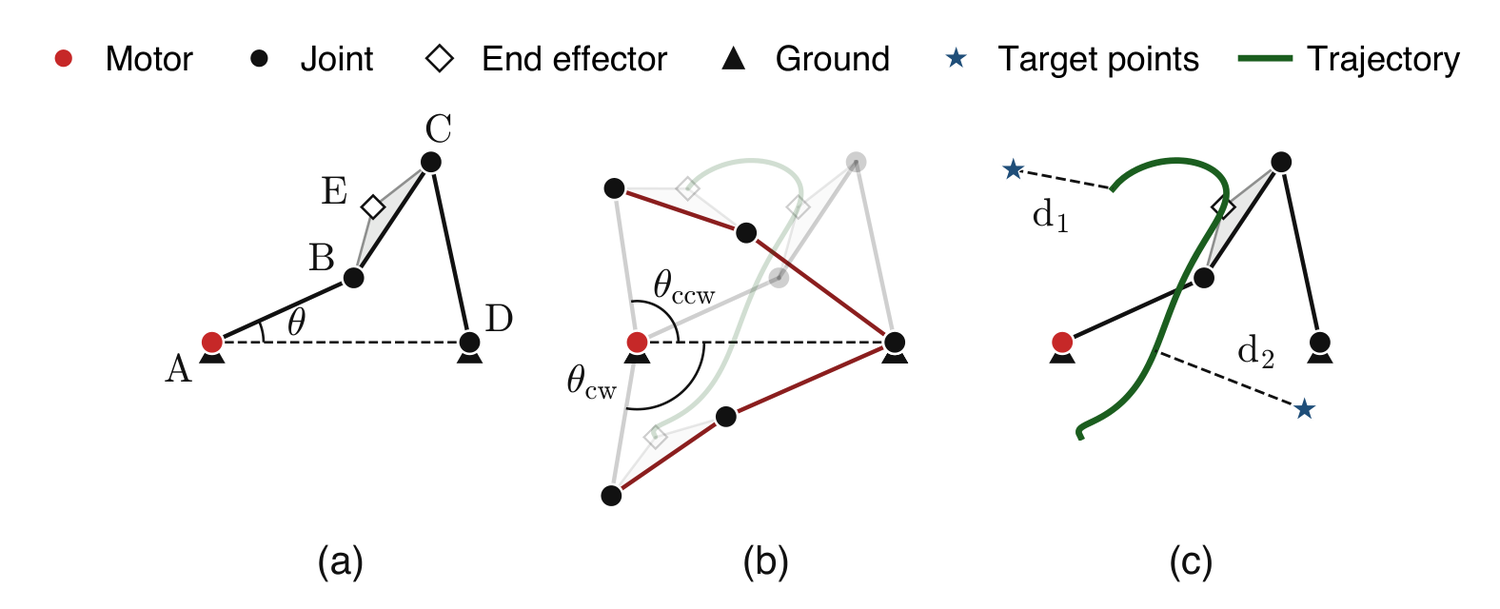 Motor Joint End effector Ground Target points Trajectory
C
E
B
θ
D
A
θccw
θcw
d1
d2
(a) (b) (c)